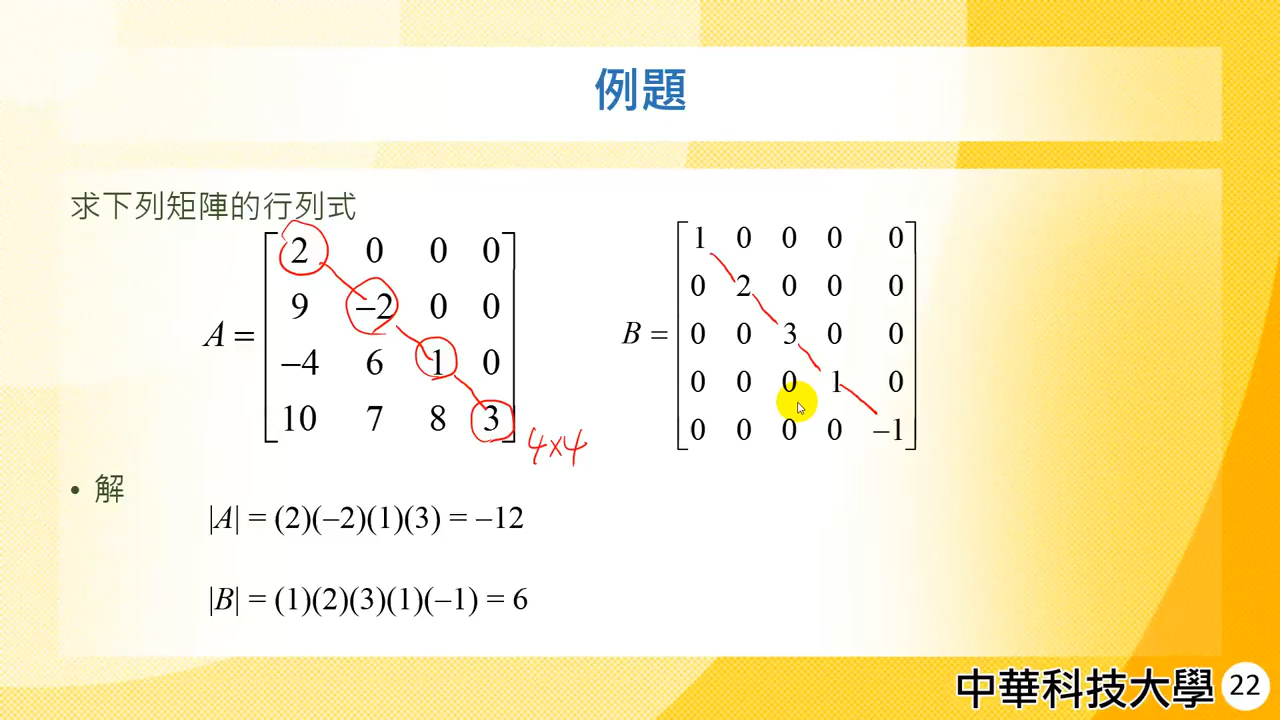 例題
求下列矩陣的行列式
A =
2 0 0 0
9 –2 0 0
–4 6 1 0
10 7 8 3
4×4
B =
1 0 0 0 0
0 2 0 0 0
0 0 3 0 0
0 0 0 1 0
0 0 0 0 –1
• 解
|A| = (2)(–2)(1)(3) = –12
|B| = (1)(2)(3)(1)(–1) = 6
中華科技大學 22